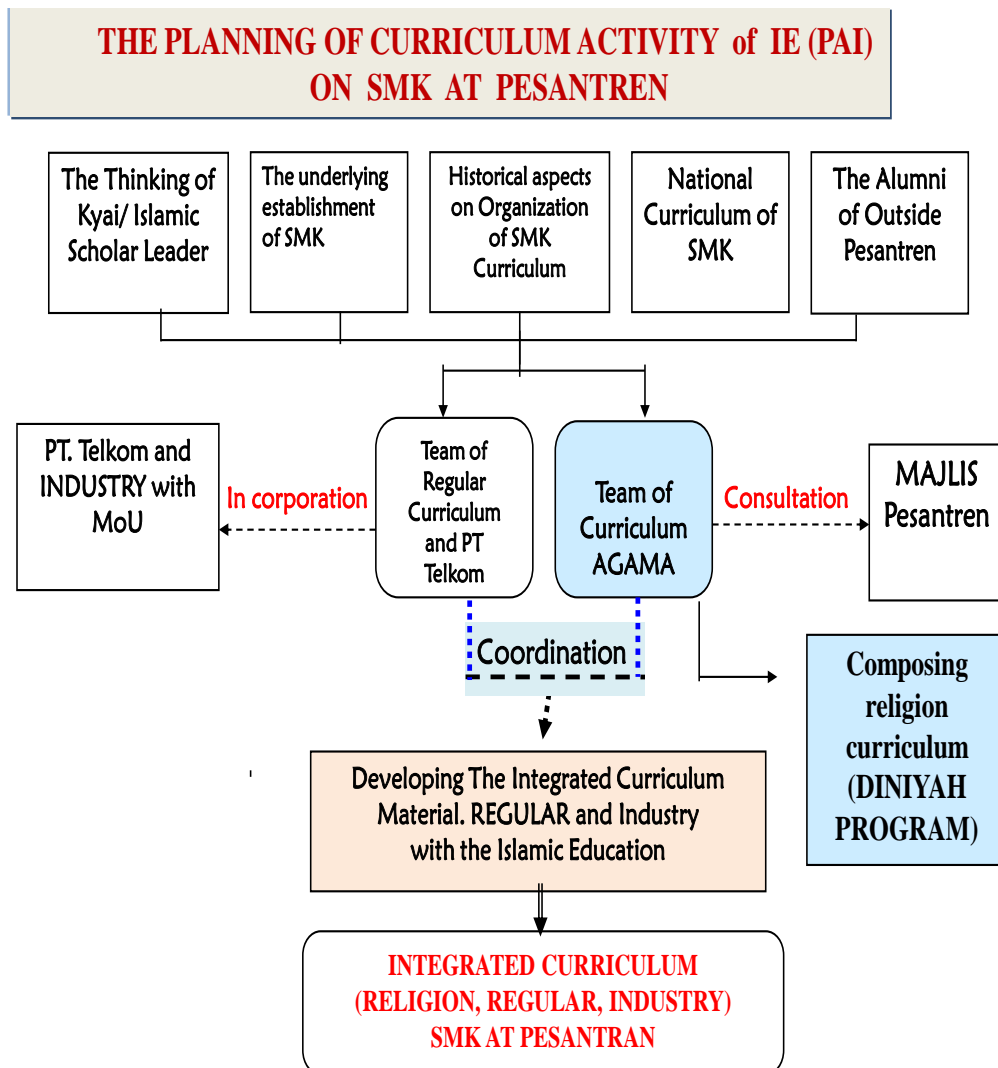 THE PLANNING OF CURRICULUM ACTIVITY of IE (PAI)
ON SMK AT PESANTREN
The Thinking of
Kyai/ Islamic
Scholar Leader
The underlying
establishment
of SMK
Historical aspects
on Organization
of SMK
Curriculum
National
Curriculum of
SMK
The Alumni
of Outside
Pesantren
PT. Telkom and
INDUSTRY with
MoU
In corporation
Team of
Regular
Curriculum
and PT
Telkom
Team of
Curriculum
AGAMA
Consultation
MAJLIS
Pesantren
Coordination
Composing
religion
curriculum
(DINIYAH
PROGRAM)
Developing The Integrated Curriculum
Material. REGULAR and Industry
with the Islamic Education
INTEGRATED CURRICULUM
(RELIGION, REGULAR, INDUSTRY)
SMK AT PESANTRAN